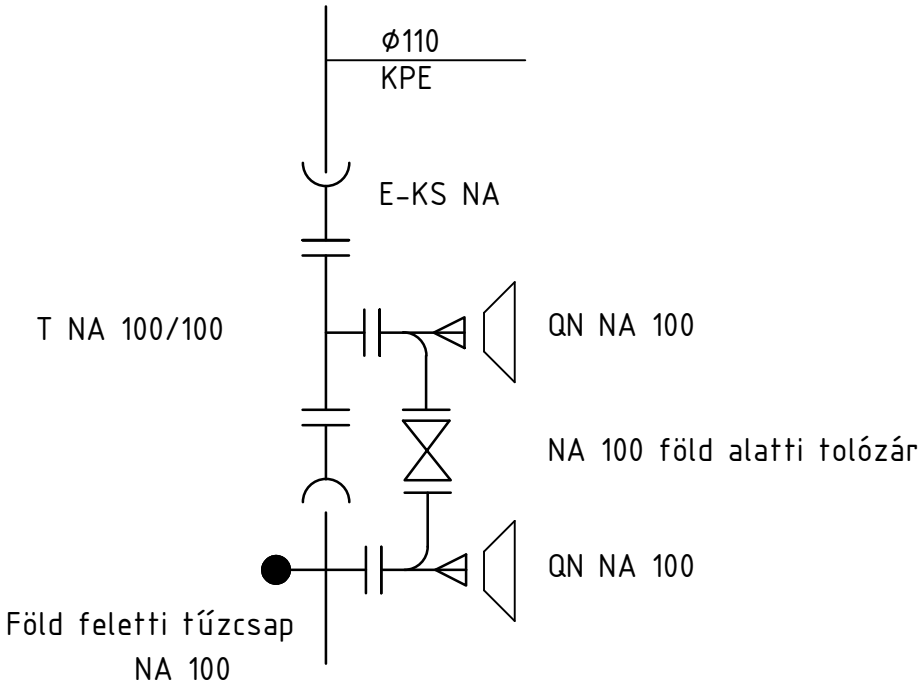 Φ110
KPE
E-KS NA
T NA 100/100
QN NA 100
NA 100 föld alatti tolózár
QN NA 100
Föld feletti tűzcsap
NA 100